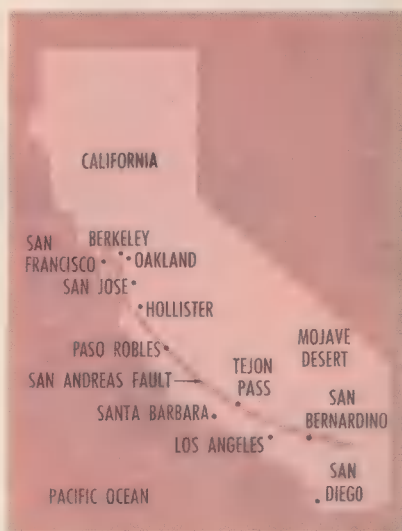 CALIFORNIA
SAN
FRANCISCO
BERKELEY
OAKLAND
SAN JOSE
HOLLISTER
PASO ROBLES
SAN ANDREAS FAULT
TEJON
PASS
MOJAVE
DESERT
SANTA BARBARA
SAN
BERNARDINO
LOS ANGELES
SAN
DIEGO
PACIFIC OCEAN